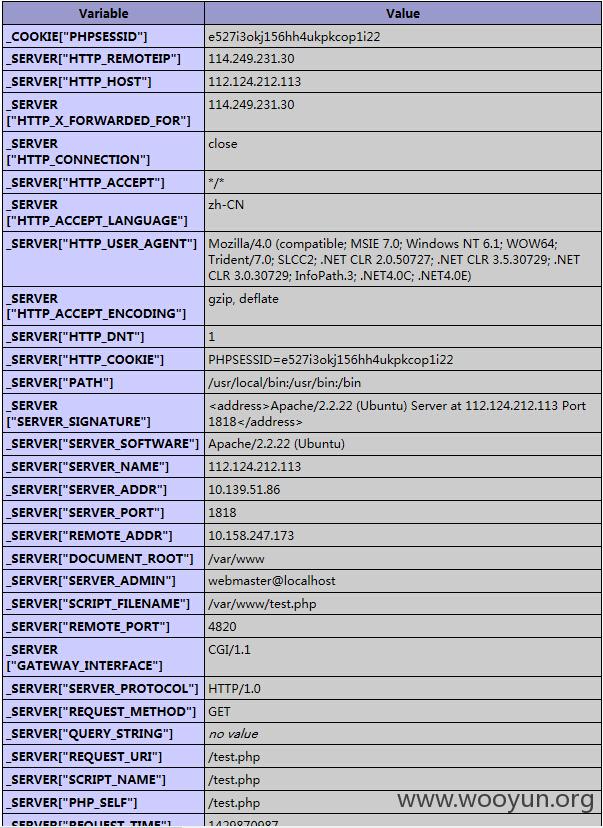 Variable Value
_COOKIE["PHPSESSID"] e527i3okj156hh4ukpkcop1i22
_SERVER["HTTP_REMOTEIP"] 114.249.231.30
_SERVER["HTTP_HOST"] 112.124.212.113
_SERVER 114.249.231.30
["HTTP_X_FORWARDED_FOR"]
_SERVER close
["HTTP_CONNECTION"]
_SERVER["HTTP_ACCEPT"] */*
_SERVER zh-CN
["HTTP_ACCEPT_LANGUAGE"]
_SERVER["HTTP_USER_AGENT"] Mozilla/4.0 (compatible; MSIE 7.0; Windows NT 6.1; WOW64;
Trident/7.0; SLCC2; .NET CLR 2.0.50727; .NET CLR 3.5.30729; .NET
CLR 3.0.30729; InfoPath.3; .NET4.0C; .NET4.0E)
_SERVER gzip, deflate
["HTTP_ACCEPT_ENCODING"]
_SERVER["HTTP_DNT"] 1
_SERVER["HTTP_COOKIE"] PHPSESSID=e527i3okj156hh4ukpkcop1i22
_SERVER["PATH"] /usr/local/bin:/usr/bin:/bin
_SERVER <address>Apache/2.2.22 (Ubuntu) Server at 112.124.212.113 Port
["SERVER_SIGNATURE"] 1818</address>
_SERVER["SERVER_SOFTWARE"] Apache/2.2.22 (Ubuntu)
_SERVER["SERVER_NAME"] 112.124.212.113
_SERVER["SERVER_ADDR"] 10.139.51.86
_SERVER["SERVER_PORT"] 1818
_SERVER["REMOTE_ADDR"] 10.158.247.173
_SERVER["DOCUMENT_ROOT"] /var/www
_SERVER["SERVER_ADMIN"] webmaster@localhost
_SERVER["SCRIPT_FILENAME"] /var/www/test.php
_SERVER["REMOTE_PORT"] 4820
_SERVER CGI/1.1
["GATEWAY_INTERFACE"]
_SERVER["SERVER_PROTOCOL"] HTTP/1.0
_SERVER["REQUEST_METHOD"] GET
_SERVER["QUERY_STRING"] no value
_SERVER["REQUEST_URI"] /test.php
_SERVER["SCRIPT_NAME"] /test.php
_SERVER["PHP_SELF"] /test.php
_SERVER["REQUEST_TIME"] 1429870987
www.wooyun.org